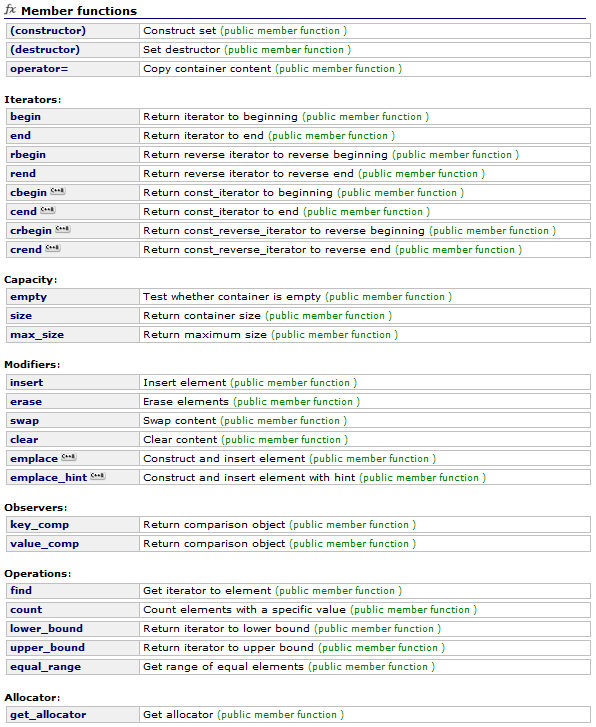 fx Member functions
(constructor) Construct set (public member function )
(destructor) Set destructor (public member function )
operator= Copy container content (public member function )
Iterators:
begin Return iterator to beginning (public member function )
end Return iterator to end (public member function )
rbegin Return reverse iterator to reverse beginning (public member function )
rend Return reverse iterator to reverse end (public member function )
cbegin Return const_iterator to beginning (public member function )
cend Return const_iterator to end (public member function )
crbegin Return const_reverse_iterator to reverse beginning (public member function )
crend Return const_reverse_iterator to reverse end (public member function )
Capacity:
empty Test whether container is empty (public member function )
size Return container size (public member function )
max_size Return maximum size (public member function )
Modifiers:
insert Insert element (public member function )
erase Erase elements (public member function )
swap Swap content (public member function )
clear Clear content (public member function )
emplace Construct and insert element (public member function )
emplace_hint Construct and insert element with hint (public member function )
Observers:
key_comp Return comparison object (public member function )
value_comp Return comparison object (public member function )
Operations:
find Get iterator to element (public member function )
count Count elements with a specific value (public member function )
lower_bound Return iterator to lower bound (public member function )
upper_bound Return iterator to upper bound (public member function )
equal_range Get range of equal elements (public member function )
Allocator:
get_allocator Get allocator (public member function )